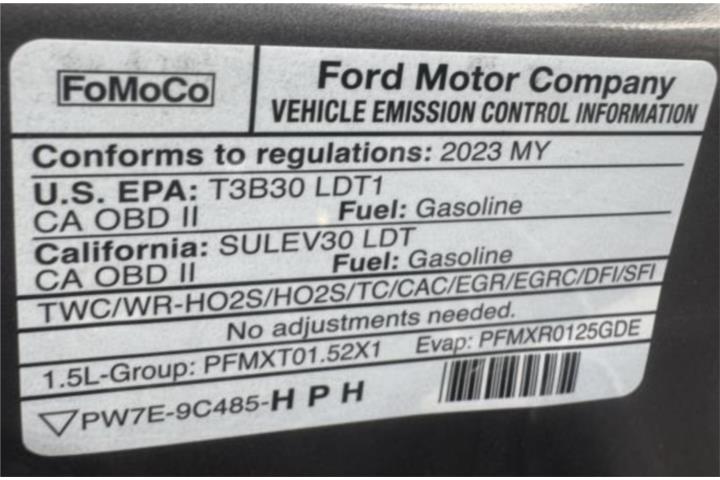 FoMoCo
Ford Motor Company
VEHICLE EMISSION CONTROL INFORMATION
Conforms to regulations: 2023 MY
U.S. EPA: T3B30 LDT1
CA OBD II Fuel: Gasoline
California: SULEV30 LDT
CA OBD II Fuel: Gasoline
TWC/WR-HO2S/HO2S/TC/CAC/EGR/EGRC/DFI/SFI
No adjustments needed.
1.5L-Group: PFMXT01.52X1 Evap: PFMXR0125GDE
PW7E-9C485-H P H